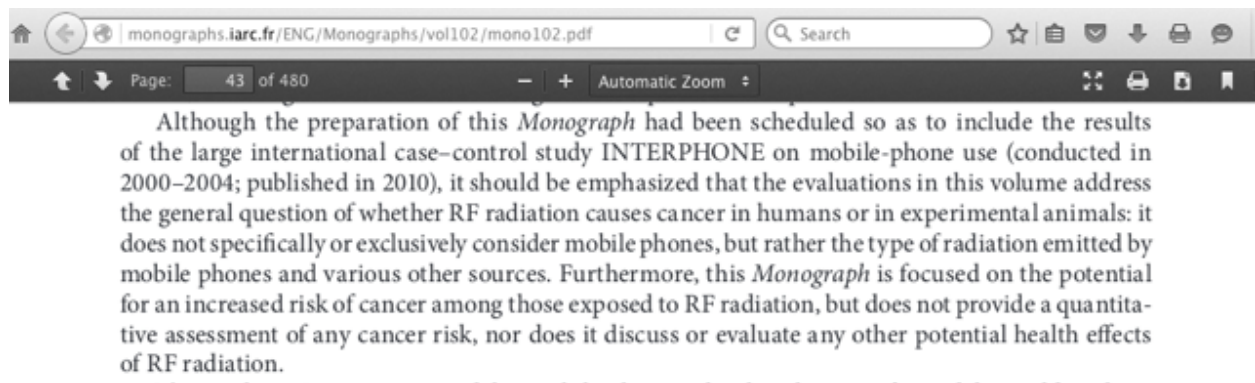 monographs.iarc.fr/ENG/Monographs/vol102/mono102.pdf
Search
Page: 43 of 480
Automatic Zoom
Although the preparation of this Monograph had been scheduled so as to include the results
of the large international case–control study INTERPHONE on mobile-phone use (conducted in
2000–2004; published in 2010), it should be emphasized that the evaluations in this volume address
the general question of whether RF radiation causes cancer in humans or in experimental animals: it
does not specifically or exclusively consider mobile phones, but rather the type of radiation emitted by
mobile phones and various other sources. Furthermore, this Monograph is focused on the potential
for an increased risk of cancer among those exposed to RF radiation, but does not provide a quantita-
tive assessment of any cancer risk, nor does it discuss or evaluate any other potential health effects
of RF radiation.